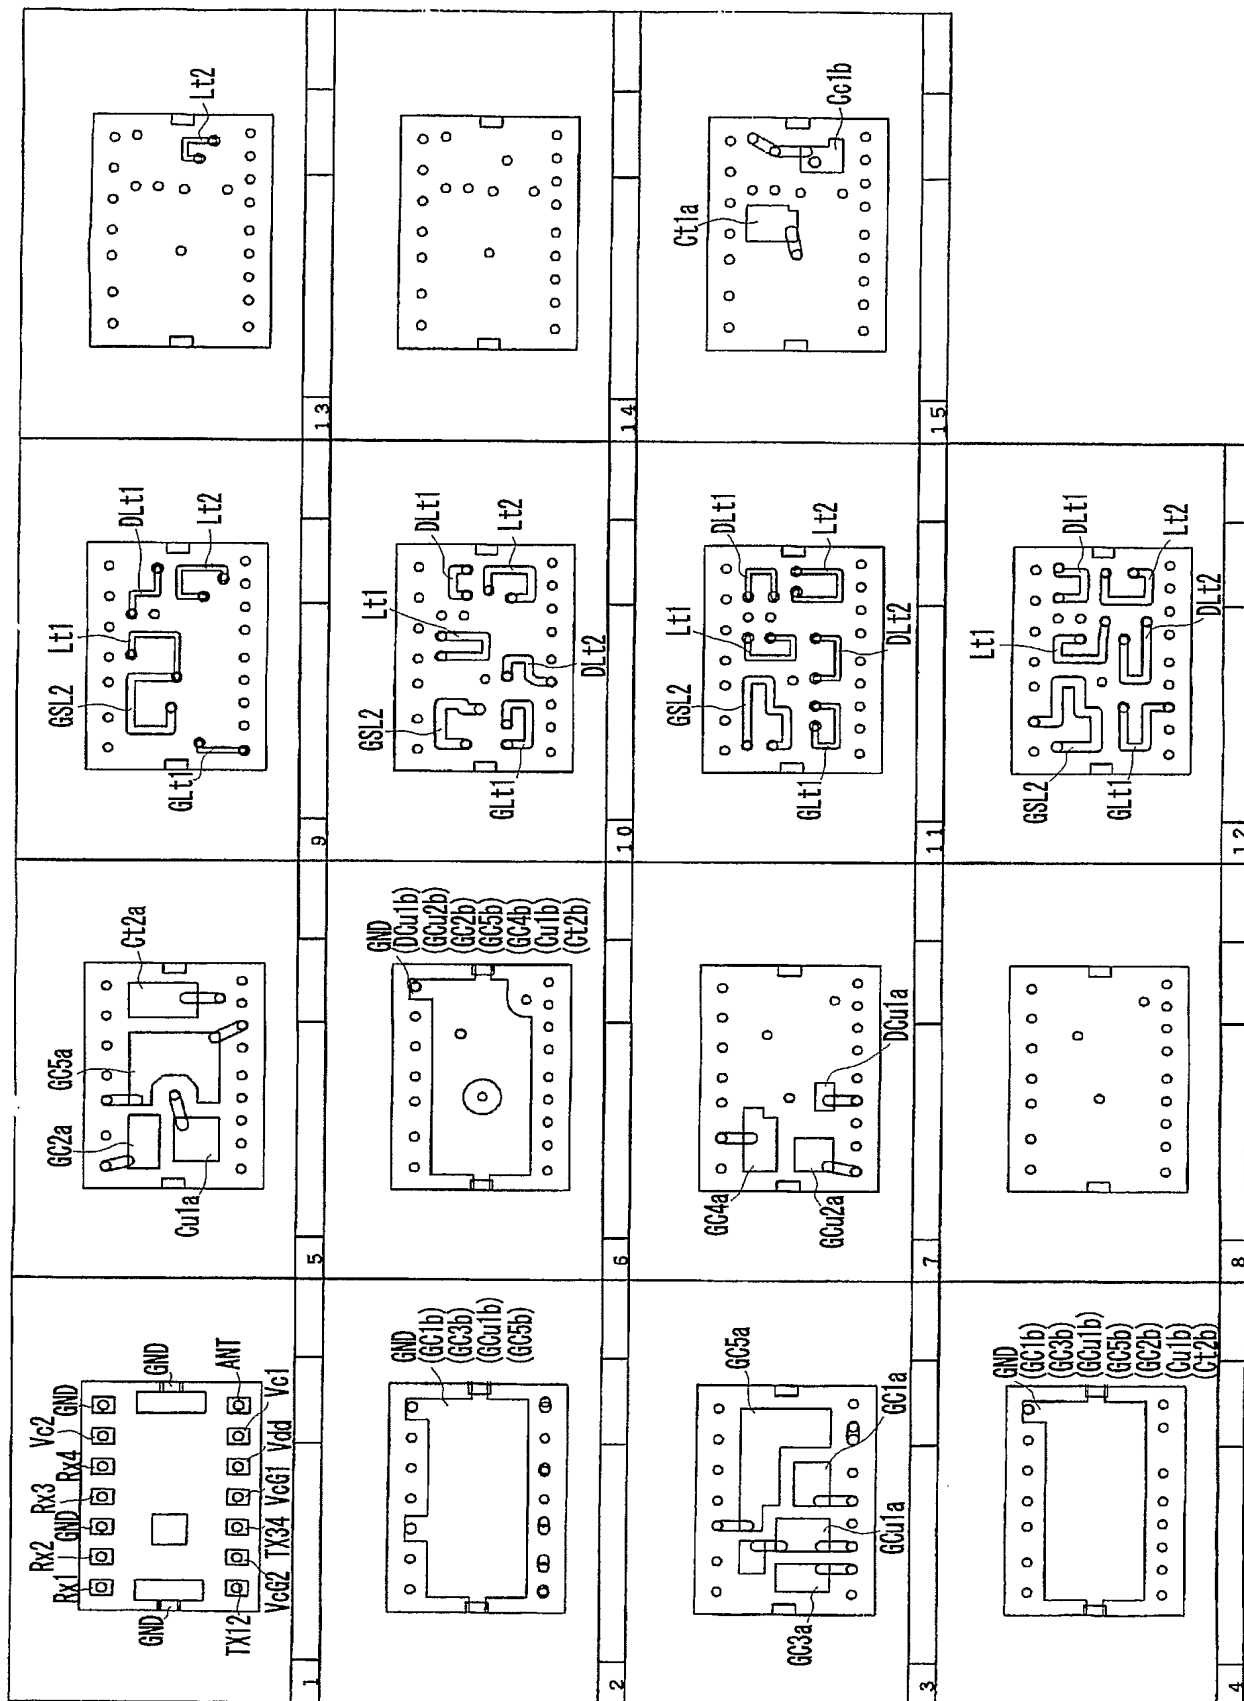 Rx1
Rx2
GND
Rx3
Rx4
Vc2
GND
GND
GND
TX12
VcG2
TX34
VcG1
Vdd
Vc1
ANT
1
GND
(GC1b)
(GC3b)
(GCu1b)
(GC5b)
2
GC5a
GC1a
GCu1a
GC3a
3
GND
(GC1b)
(GC3b)
(GCu1b)
(GC5b)
(GC2b)
(Cu1b)
(Ct2b)
4
GC2a
GC5a
Ct2a
Cu1a
5
GND
(DCu1b)
(GCu2b)
(GC2b)
(GC5b)
(GC4b)
(Cu1b)
(Ct2b)
6
GC4a
GCu2a
DCu1a
7
8
GSL2
Lt1
DLt1
Lt2
GLt1
9
GSL2
Lt1
DLt1
Lt2
GLt1
DLt2
10
GSL2
Lt1
DLt1
Lt2
GLt1
DLt2
11
GSL2
Lt1
DLt1
Lt2
GLt1
DLt2
12
Lt2
13
14
Ct1a
Cc1b
15